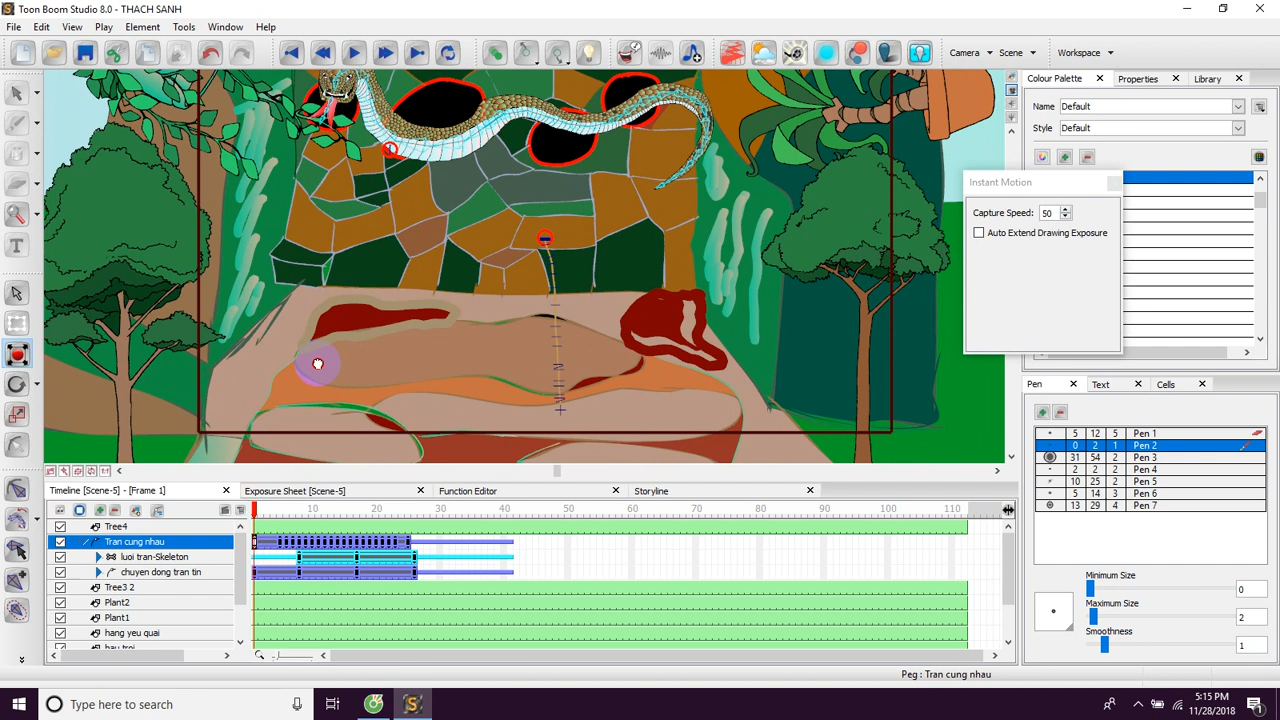 Toon Boom Studio 8.0 - THACH SANH
File Edit View Play Element Tools Window Help
Camera Scene Workspace
Colour Palette Properties Library
Name Default
Style Default
Instant Motion
Capture Speed: 50
Auto Extend Drawing Exposure
Pen Text Cells
5 12 5 Pen 1
0 2 1 Pen 2
31 54 2 Pen 3
2 2 2 Pen 4
10 25 2 Pen 5
5 14 3 Pen 6
13 29 4 Pen 7
Minimum Size
0
Maximum Size
2
Smoothness
1
Timeline [Scene-5] - [Frame 1] Exposure Sheet [Scene-5] Function Editor Storyline
10 20 30 40 50 60 70 80 90 100 110
Tree4
Tran cung nhau
luoi tran-Skeleton
chuyen dong tran tin
Tree3 2
Plant2
Plant1
hang yeu quai
hau troi
Peg : Tran cung nhau
Type here to search
5:15 PM
11/28/2018